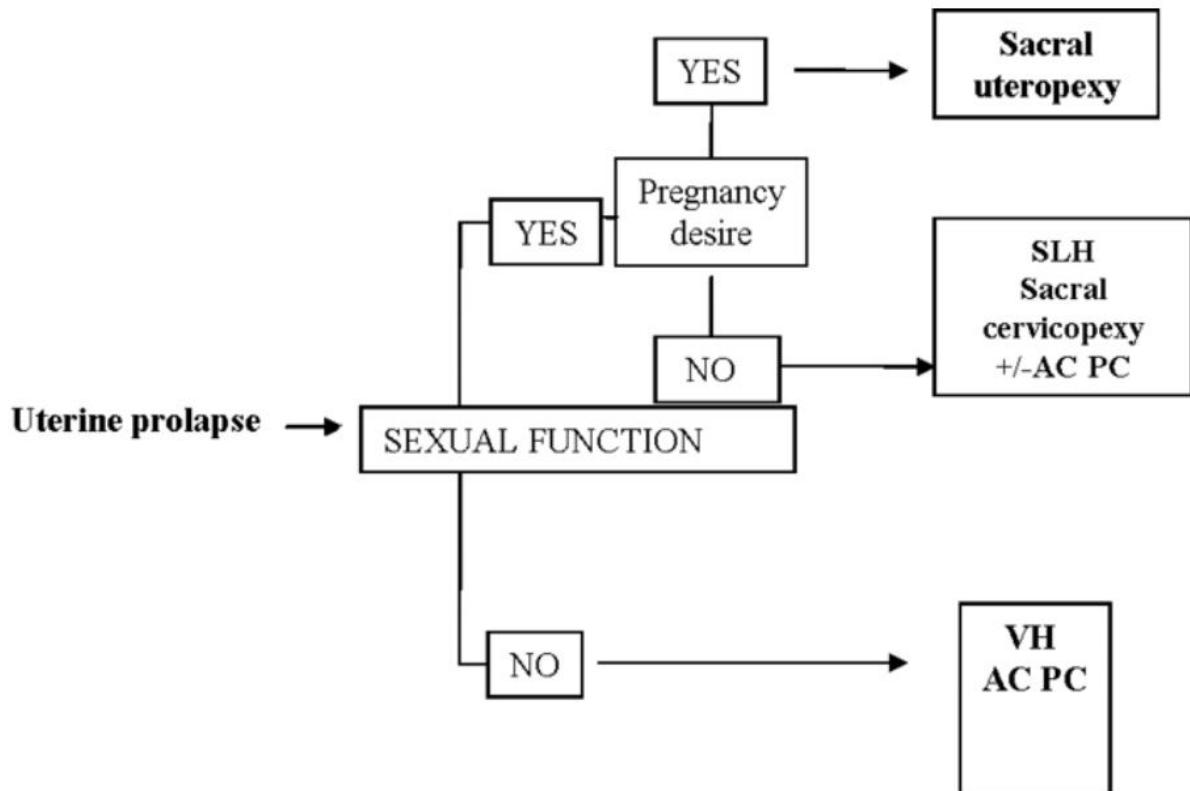 YES
Sacral
uteropexy
Pregnancy
desire
YES
SLH
Sacral
cervicopexy
+/-AC PC
NO
Uterine prolapse
SEXUAL FUNCTION
NO
VH
AC PC